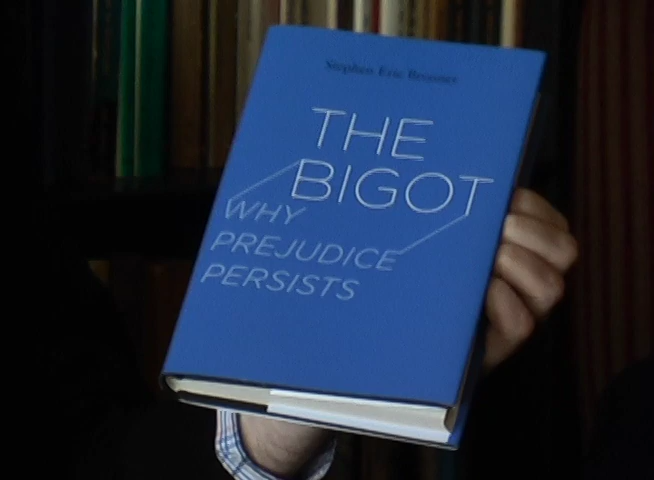 Stephen Eric Bronner
THE
BIGOT
WHY
PREJUDICE
PERSISTS